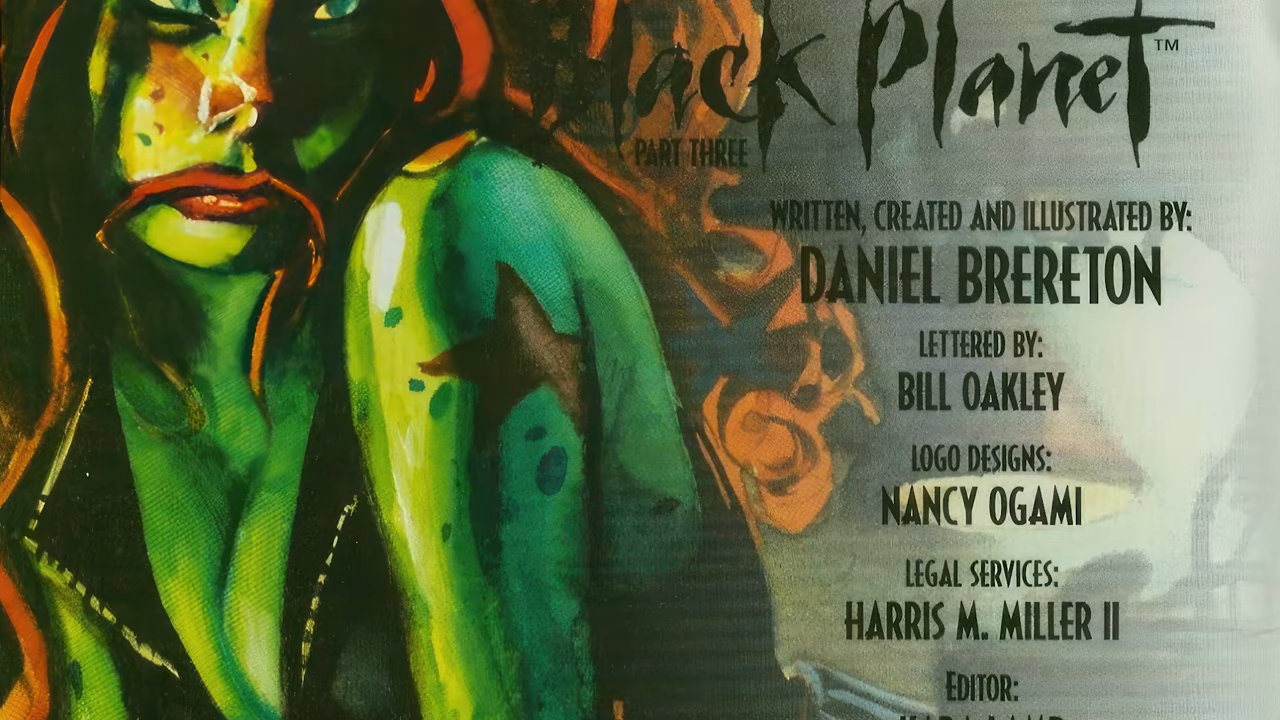 Black Planet™
PART THREE
WRITTEN, CREATED AND ILLUSTRATED BY:
DANIEL BRERETON
LETTERED BY:
BILL OAKLEY
LOGO DESIGNS:
NANCY OGAMI
LEGAL SERVICES:
HARRIS M. MILLER II
EDITOR: